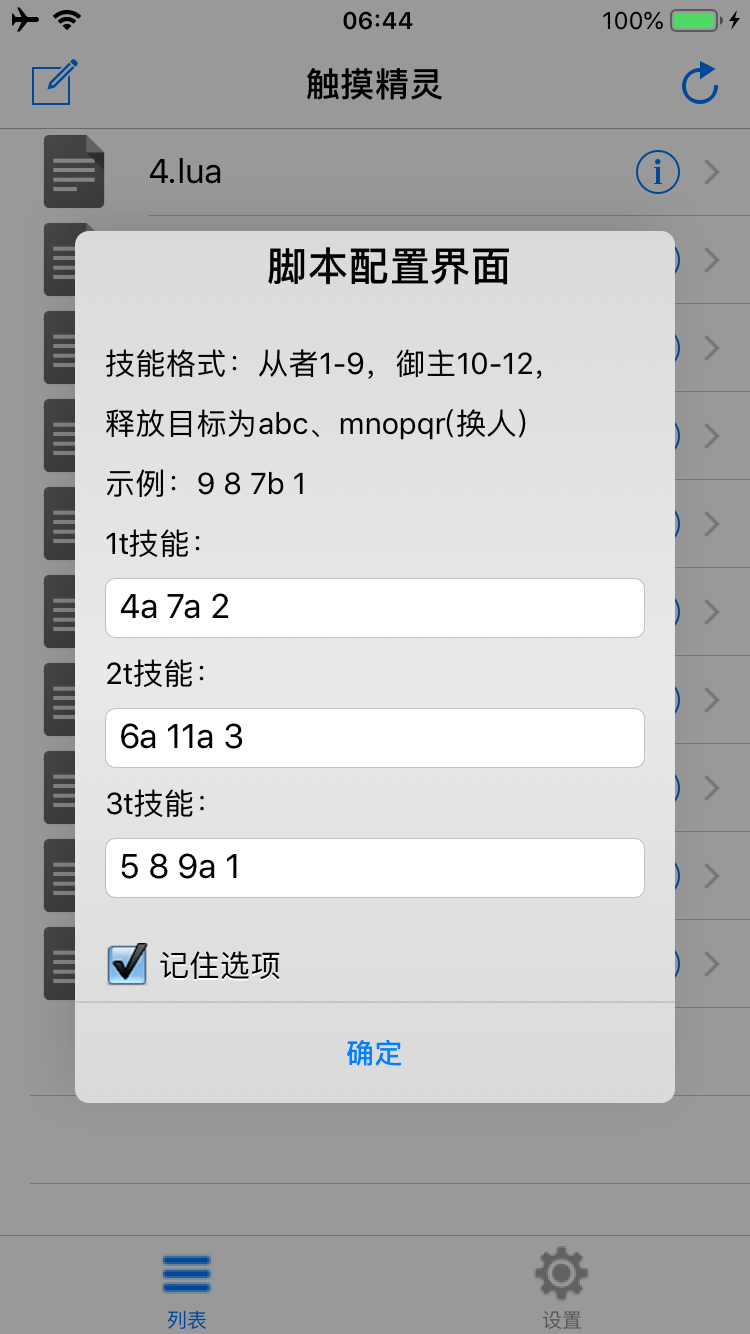 06:44
100%
触摸精灵
4.lua
脚本配置界面
技能格式：从者1-9，御主10-12，
释放目标为abc、mnopqr(换人)
示例：9 8 7b 1
1t技能：
4a 7a 2
2t技能：
6a 11a 3
3t技能：
5 8 9a 1
记住选项
确定
列表
设置